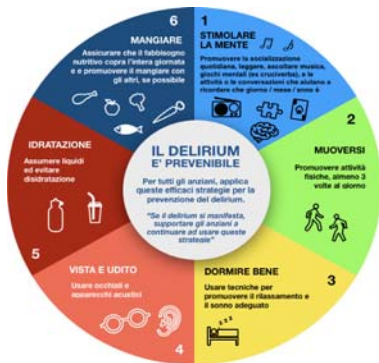 6
MANGIARE
Assicurare che il fabbisogno
nutritivo copra l'intera giornata
e e promuovere il mangiare con
gli altri, se possibile
1
STIMOLARE
LA MENTE
Promuovere la socializzazione
quotidiana, leggere, ascoltare musica,
giochi mentali (es cruciverba), e le
attività o le conversazioni che aiutano a
ricordare che giorno / mese / anno è
2
MUOVERSI
Promuovere attività
fisiche, almeno 3
volte al giorno
3
DORMIRE BENE
Usare tecniche per
promuovere il rilassamento e
il sonno adeguato
z z z
VISTA E UDITO
Usare occhiali e
apparecchi acustici
4
IDRATAZIONE
Assumere liquidi
ed evitare
disidratazione
5
IL DELIRIUM
E' PREVENIBILE
Per tutti gli anziani, applica
queste efficaci strategie per la
prevenzione del delirium.
"Se il delirium si manifesta,
supportare gli anziani a
continuare ad usare queste
strategie"